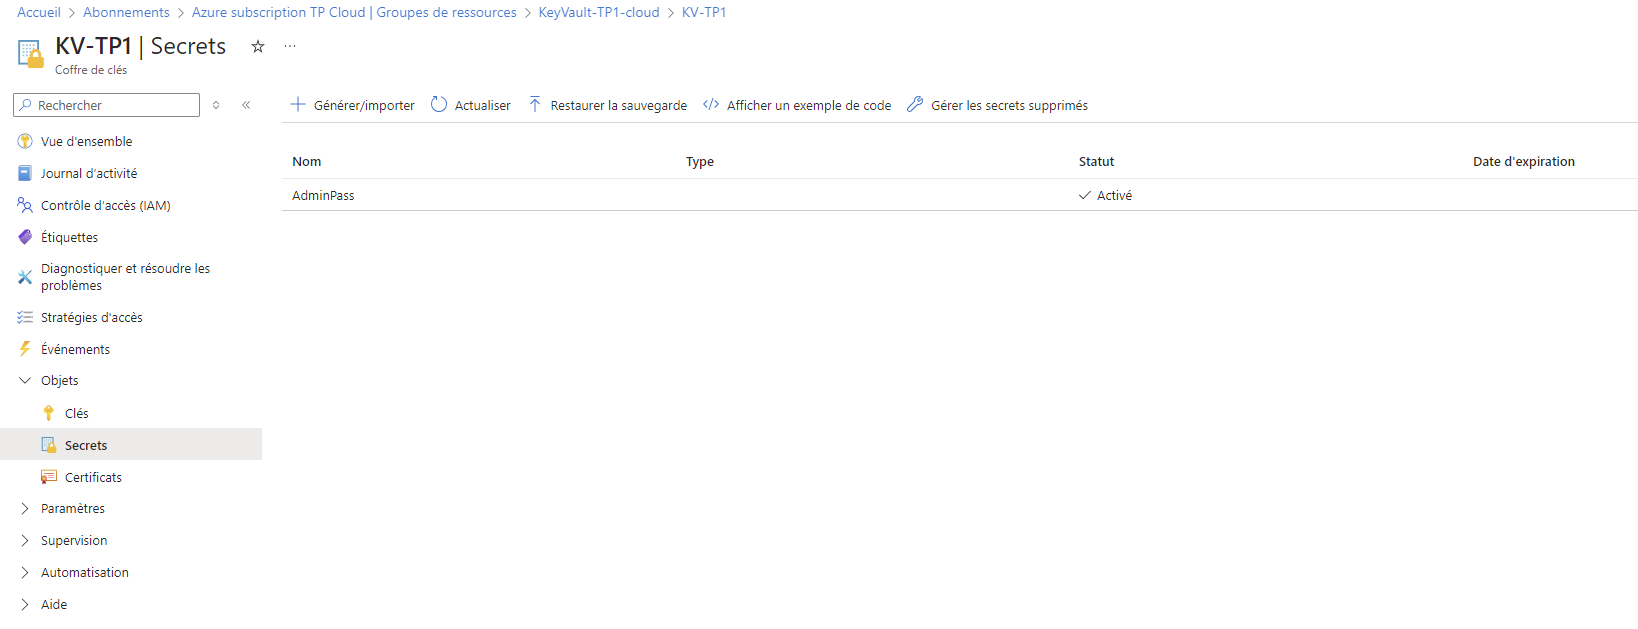 Accueil > Abonnements > Azure subscription TP Cloud | Groupes de ressources > KeyVault-TP1-cloud > KV-TP1
KV-TP1 | Secrets
Coffre de clés
Rechercher
Générer/importer Actualiser Restaurer la sauvegarde Afficher un exemple de code Gérer les secrets supprimés
Vue d'ensemble
Journal d'activité
Contrôle d'accès (IAM)
Étiquettes
Diagnostiquer et résoudre les
problèmes
Stratégies d'accès
Événements
Objets
Clés
Secrets
Certificats
Paramètres
Supervision
Automatisation
Aide
Nom Type Statut Date d'expiration
AdminPass Activé